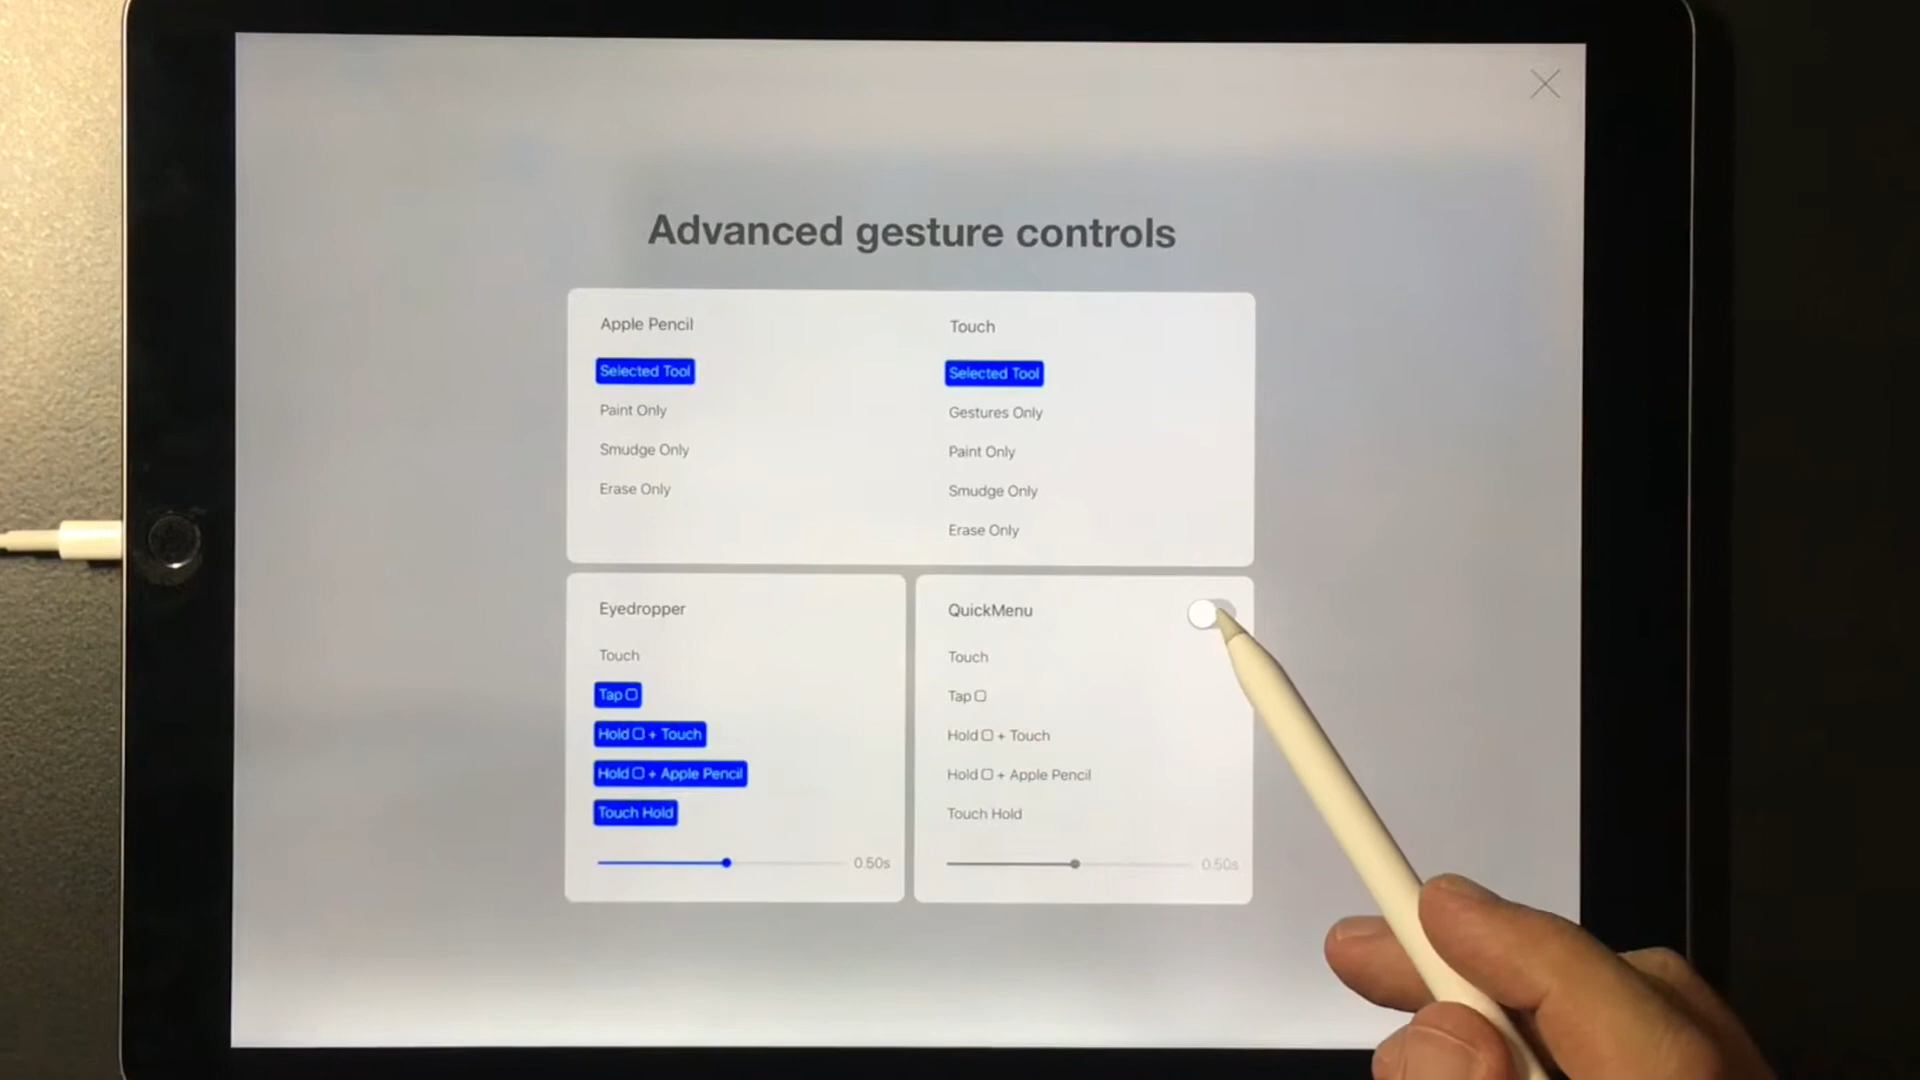 Advanced gesture controls
Apple Pencil
Selected Tool
Paint Only
Smudge Only
Erase Only
Touch
Selected Tool
Gestures Only
Paint Only
Smudge Only
Erase Only
Eyedropper
Touch
Tap
Hold + Touch
Hold + Apple Pencil
Touch Hold
0.50s
QuickMenu
Touch
Tap
Hold + Touch
Hold + Apple Pencil
Touch Hold
0.50s